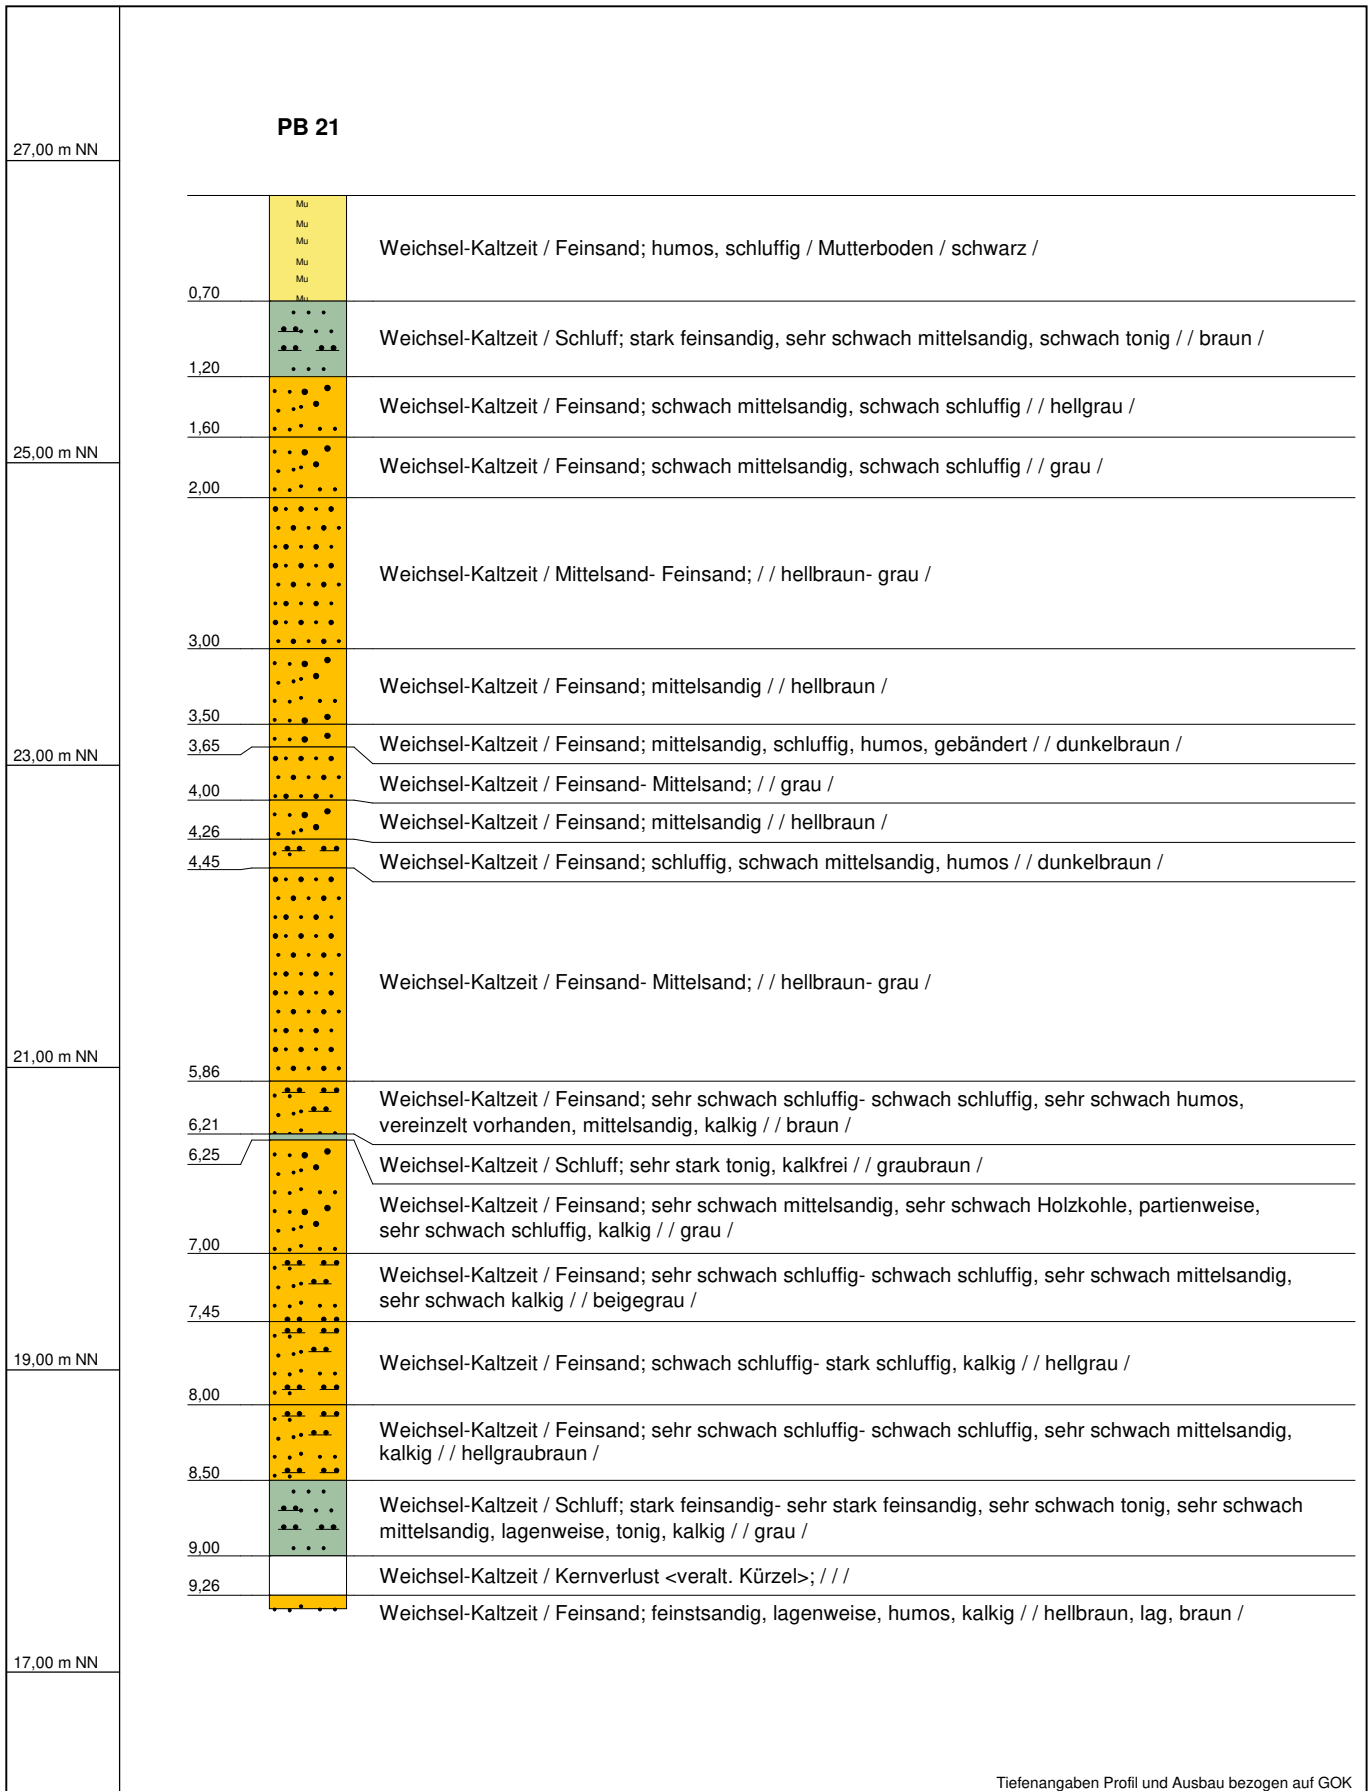 PB 21
27,00 m NN
Mu
Mu
Mu
Mu
Mu
Mu
Weichsel-Kaltzeit / Feinsand; humos, schluffig / Mutterboden / schwarz /
0,70
Weichsel-Kaltzeit / Schluff; stark feinsandig, sehr schwach mittelsandig, schwach tonig / / braun /
1,20
Weichsel-Kaltzeit / Feinsand; schwach mittelsandig, schwach schluffig / / hellgrau /
1,60
25,00 m NN
Weichsel-Kaltzeit / Feinsand; schwach mittelsandig, schwach schluffig / / grau /
2,00
Weichsel-Kaltzeit / Mittelsand- Feinsand; / / hellbraun- grau /
3,00
Weichsel-Kaltzeit / Feinsand; mittelsandig / / hellbraun /
3,50
Weichsel-Kaltzeit / Feinsand; mittelsandig, schluffig, humos, gebändert / / dunkelbraun /
3,65
23,00 m NN
Weichsel-Kaltzeit / Feinsand- Mittelsand; / / grau /
4,00
Weichsel-Kaltzeit / Feinsand; mittelsandig / / hellbraun /
4,26
Weichsel-Kaltzeit / Feinsand; schluffig, schwach mittelsandig, humos / / dunkelbraun /
4,45
Weichsel-Kaltzeit / Feinsand- Mittelsand; / / hellbraun- grau /
21,00 m NN
5,86
Weichsel-Kaltzeit / Feinsand; sehr schwach schluffig- schwach schluffig, sehr schwach humos,
vereinzelt vorhanden, mittelsandig, kalkig / / braun /
6,21
6,25
Weichsel-Kaltzeit / Schluff; sehr stark tonig, kalkfrei / / graubraun /
Weichsel-Kaltzeit / Feinsand; sehr schwach mittelsandig, sehr schwach Holzkohle, partienweise,
sehr schwach schluffig, kalkig / / grau /
7,00
Weichsel-Kaltzeit / Feinsand; sehr schwach schluffig- schwach schluffig, sehr schwach mittelsandig,
sehr schwach kalkig / / beigegrau /
7,45
19,00 m NN
Weichsel-Kaltzeit / Feinsand; schwach schluffig- stark schluffig, kalkig / / hellgrau /
8,00
Weichsel-Kaltzeit / Feinsand; sehr schwach schluffig- schwach schluffig, sehr schwach mittelsandig,
kalkig / / hellgraubraun /
8,50
Weichsel-Kaltzeit / Schluff; stark feinsandig- sehr stark feinsandig, sehr schwach tonig, sehr schwach
mittelsandig, lagenweise, tonig, kalkig / / grau /
9,00
Weichsel-Kaltzeit / Kernverlust <veralt. Kürzel>; / / /
9,26
Weichsel-Kaltzeit / Feinsand; feinstsandig, lagenweise, humos, kalkig / / hellbraun, lag, braun /
17,00 m NN
Tiefenangaben Profil und Ausbau bezogen auf GOK